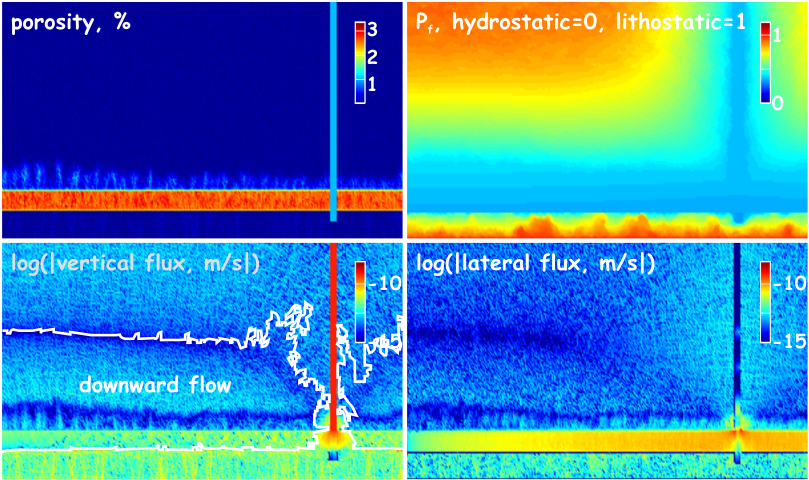 porosity, %
3
2
1
Pf, hydrostatic=0, lithostatic=1
1
0
log(|vertical flux, m/s|)
-10
-15
downward flow
log(|lateral flux, m/s|)
-10
-15